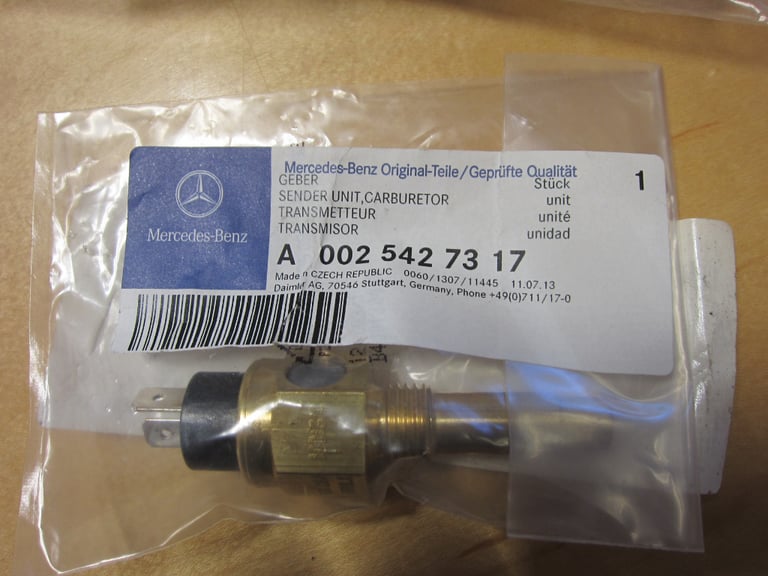 Mercedes-Benz
Mercedes-Benz Original-Teile/Geprüfte Qualität
GEBER Stück 1
SENDER UNIT,CARBURETOR unit
TRANSMETTEUR unité
TRANSMISOR unidad
A 002 542 73 17
Made CZECH REPUBLIC 0060/1307/11445 11.07.13
AG, 70546 Stuttgart, Germany, Phone +49(0)711/17-0